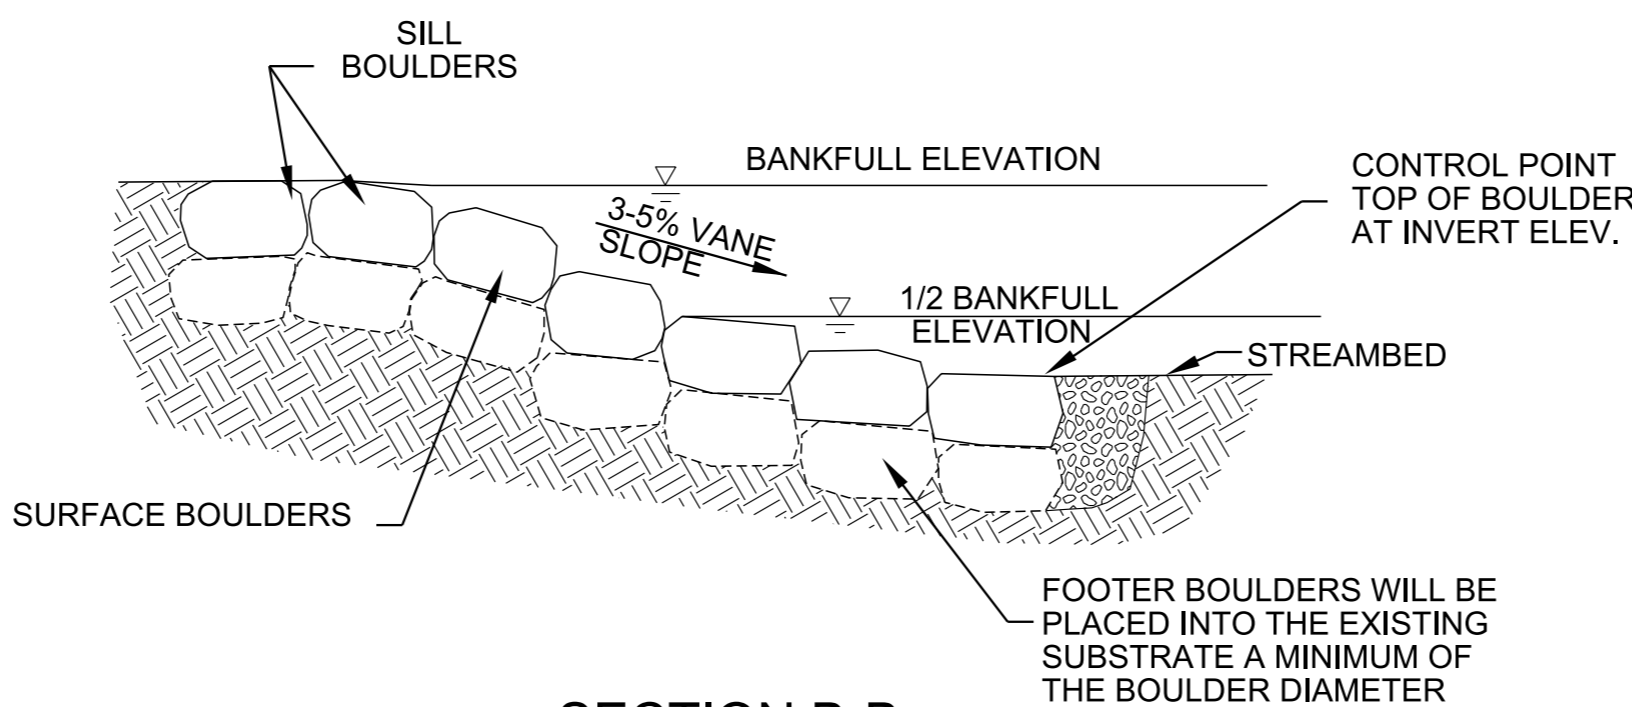 SILL
BOULDERS
BANKFULL ELEVATION
CONTROL POINT
TOP OF BOULDER
AT INVERT ELEV.
3-5% VANE
SLOPE
1/2 BANKFULL
ELEVATION
STREAMBED
SURFACE BOULDERS
FOOTER BOULDERS WILL BE
PLACED INTO THE EXISTING
SUBSTRATE A MINIMUM OF
THE BOULDER DIAMETER